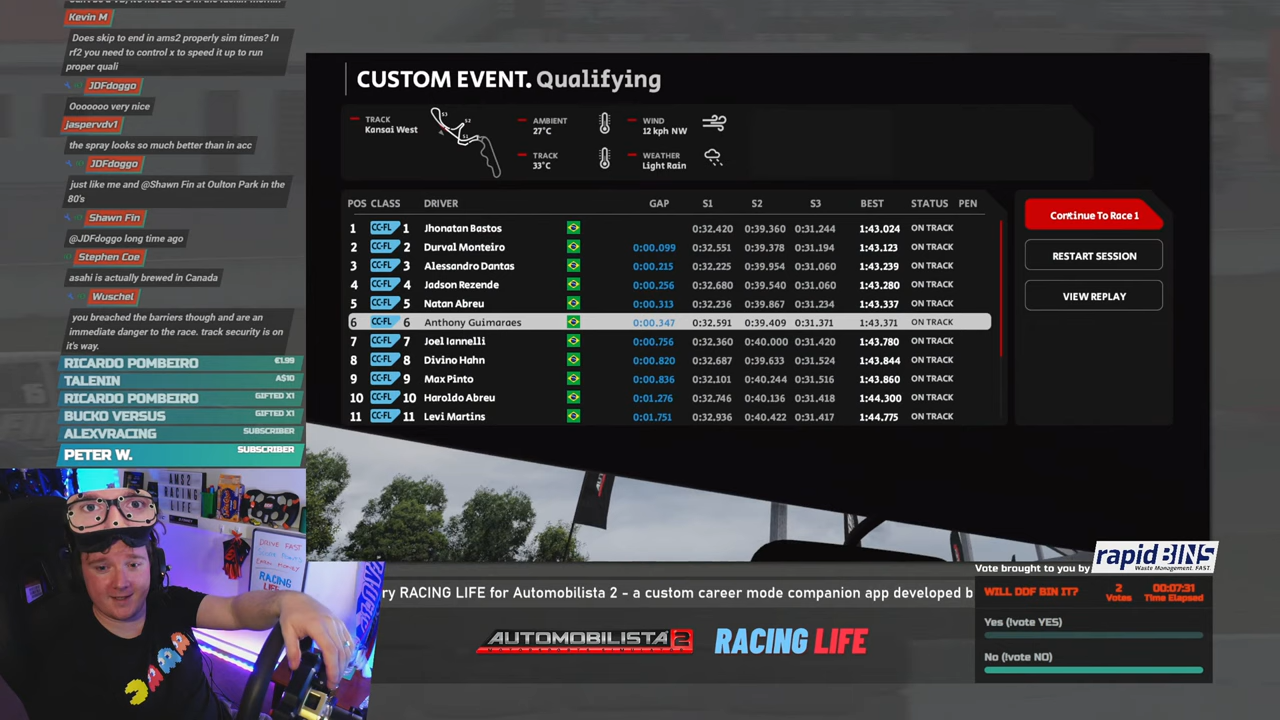 Kevin M
Does skip to end in ams2 properly sim times? In
rf2 you need to control x to speed it up to run
proper quali
JDFdoggo
Ooooooo very nice
jaspervdv1
the spray looks so much better than in acc
JDFdoggo
just like me and @Shawn Fin at Oulton Park in the
80's
Shawn Fin
@JDFdoggo long time ago
Stephen Coe
asahi is actually brewed in Canada
Wuschel
you breached the barriers though and are an
immediate danger to the race. track security is on
it's way.
RICARDO POMBEIRO €1.99
TALENIN A$10
RICARDO POMBEIRO GIFTED X1
BUCKO VERSUS GIFTED X1
ALEXVRACING SUBSCRIBER
PETER W. SUBSCRIBER
CUSTOM EVENT. Qualifying
TRACK
Kansai West
S3
S2
S1
AMBIENT
27°C
WIND
12 kph NW
TRACK
33°C
WEATHER
Light Rain
POS CLASS DRIVER GAP S1 S2 S3 BEST STATUS PEN
1 CC-FL 1 Jhonatan Bastos 0:32.420 0:39.360 0:31.244 1:43.024 ON TRACK
2 CC-FL 2 Durval Monteiro 0:00.099 0:32.551 0:39.378 0:31.194 1:43.123 ON TRACK
3 CC-FL 3 Alessandro Dantas 0:00.215 0:32.225 0:39.954 0:31.060 1:43.239 ON TRACK
4 CC-FL 4 Jadson Rezende 0:00.256 0:32.680 0:39.540 0:31.060 1:43.280 ON TRACK
5 CC-FL 5 Natan Abreu 0:00.313 0:32.236 0:39.867 0:31.234 1:43.337 ON TRACK
6 CC-FL 6 Anthony Guimaraes 0:00.347 0:32.591 0:39.409 0:31.371 1:43.371 ON TRACK
7 CC-FL 7 Joel Iannelli 0:00.756 0:32.360 0:40.000 0:31.420 1:43.780 ON TRACK
8 CC-FL 8 Divino Hahn 0:00.820 0:32.687 0:39.633 0:31.524 1:43.844 ON TRACK
9 CC-FL 9 Max Pinto 0:00.836 0:32.101 0:40.244 0:31.516 1:43.860 ON TRACK
10 CC-FL 10 Haroldo Abreu 0:01.276 0:32.746 0:40.136 0:31.418 1:44.300 ON TRACK
11 CC-FL 11 Levi Martins 0:01.751 0:32.936 0:40.422 0:31.417 1:44.775 ON TRACK
Continue To Race 1
RESTART SESSION
VIEW REPLAY
AMS2
RACING
LIFE
DRIVE FAST
RACING
LIFE
Vote brought to you by
rapidBINS
Waste Management. FAST.
WILL DDF BIN IT? 2 Votes 00:07:31 Time Elapsed
Yes (!vote YES)
No (!vote NO)
ry RACING LIFE for Automobilista 2 - a custom career mode companion app developed b
AUTOMOBILISTA 2
RACING LIFE